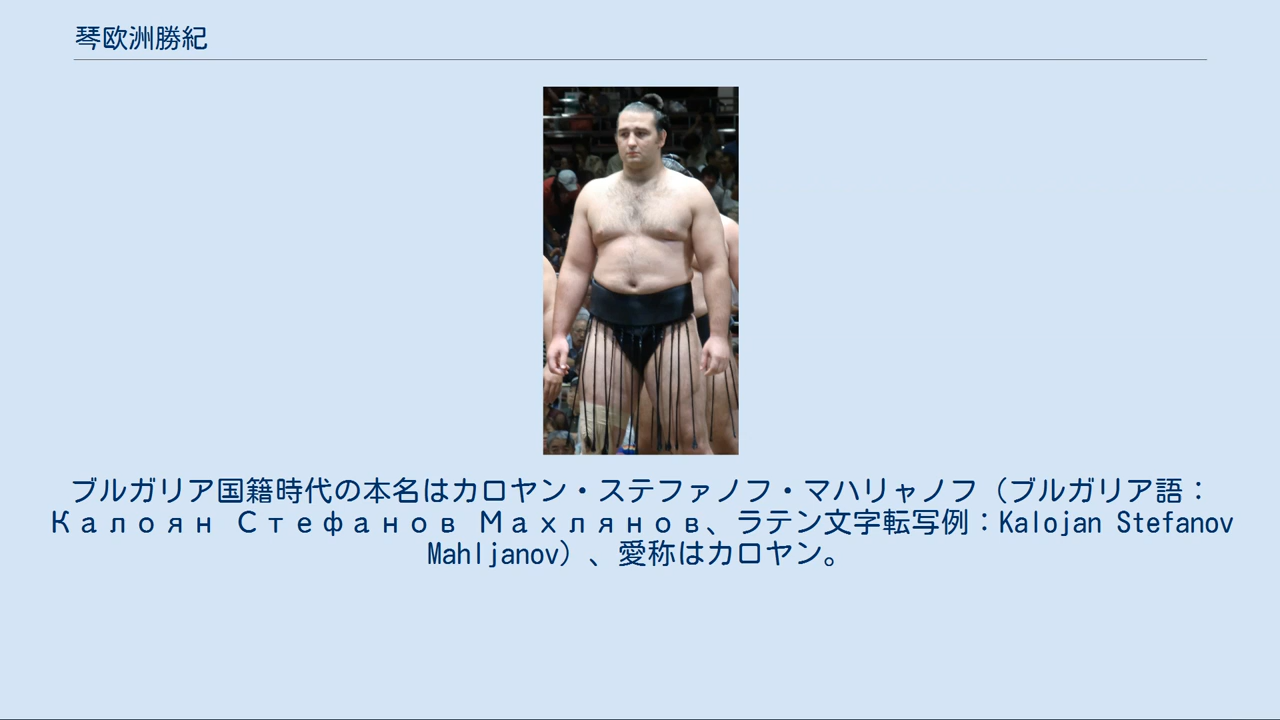 琴欧洲勝紀
ブルガリア国籍時代の本名はカロヤン・ステファノフ・マハリャノフ（ブルガリア語：
Калоян Стефанов Махлянов、ラテン文字転写例：Kalojan Stefanov
Mahljanov）、愛称はカロヤン。